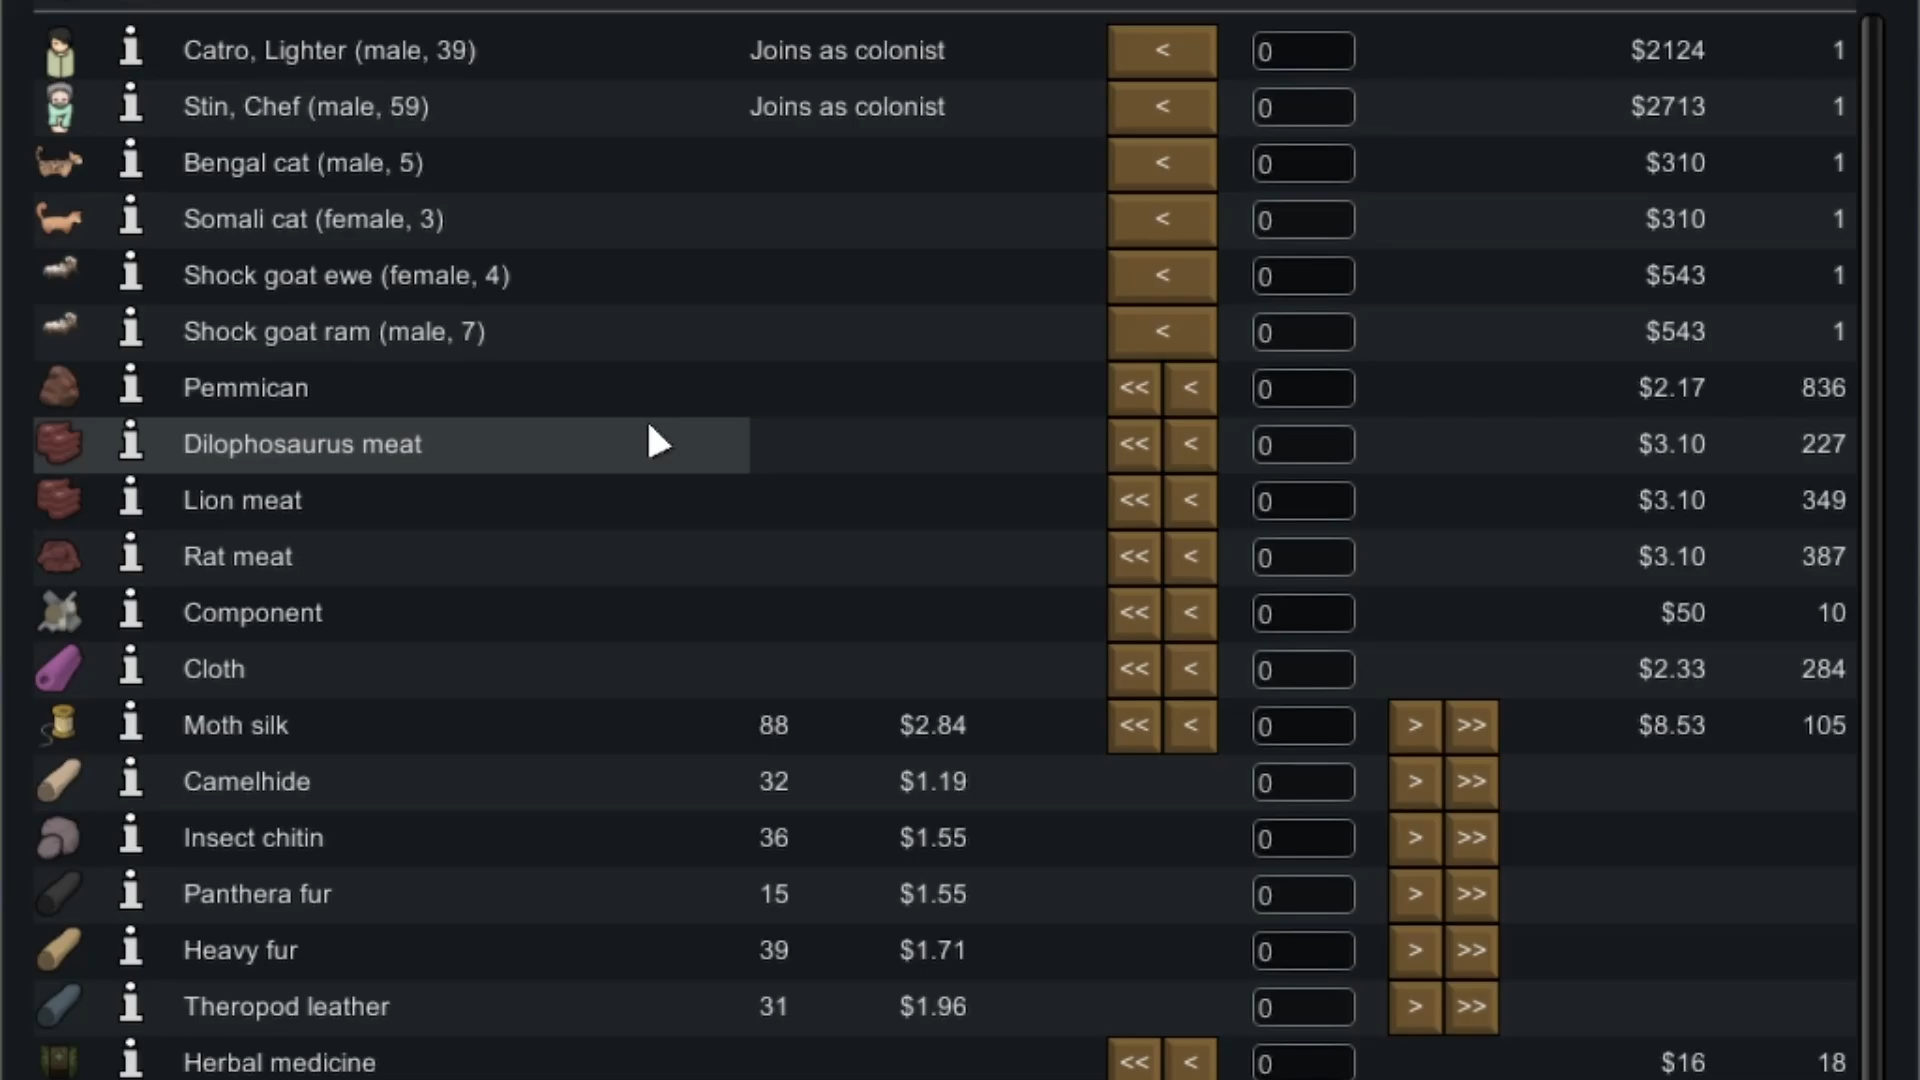 Catro, Lighter (male, 39) Joins as colonist < 0 $2124 1
Stin, Chef (male, 59) Joins as colonist < 0 $2713 1
Bengal cat (male, 5) < 0 $310 1
Somali cat (female, 3) < 0 $310 1
Shock goat ewe (female, 4) < 0 $543 1
Shock goat ram (male, 7) < 0 $543 1
Pemmican << < 0 $2.17 836
Dilophosaurus meat << < 0 $3.10 227
Lion meat << < 0 $3.10 349
Rat meat << < 0 $3.10 387
Component << < 0 $50 10
Cloth << < 0 $2.33 284
Moth silk 88 $2.84 << < 0 > >> $8.53 105
Camelhide 32 $1.19 0 > >>
Insect chitin 36 $1.55 0 > >>
Panthera fur 15 $1.55 0 > >>
Heavy fur 39 $1.71 0 > >>
Theropod leather 31 $1.96 0 > >>
Herbal medicine << < 0 $16 18